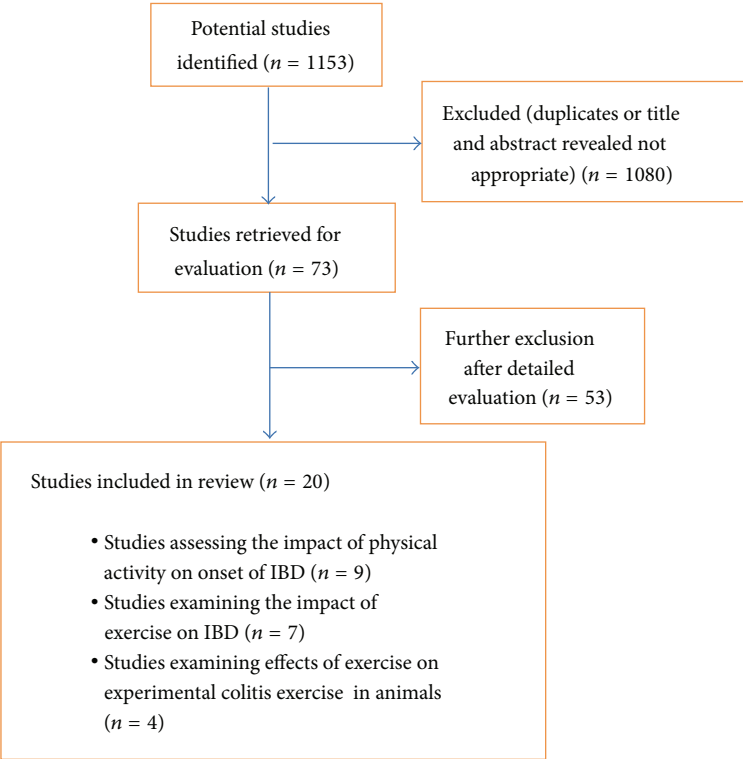 Potential studies
identified (n = 1153)
Excluded (duplicates or title
and abstract revealed not
appropriate) (n = 1080)
Studies retrieved for
evaluation (n = 73)
Further exclusion
after detailed
evaluation (n = 53)
Studies included in review (n = 20)
• Studies assessing the impact of physical
activity on onset of IBD (n = 9)
• Studies examining the impact of
exercise on IBD (n = 7)
• Studies examining effects of exercise on
experimental colitis exercise in animals
(n = 4)